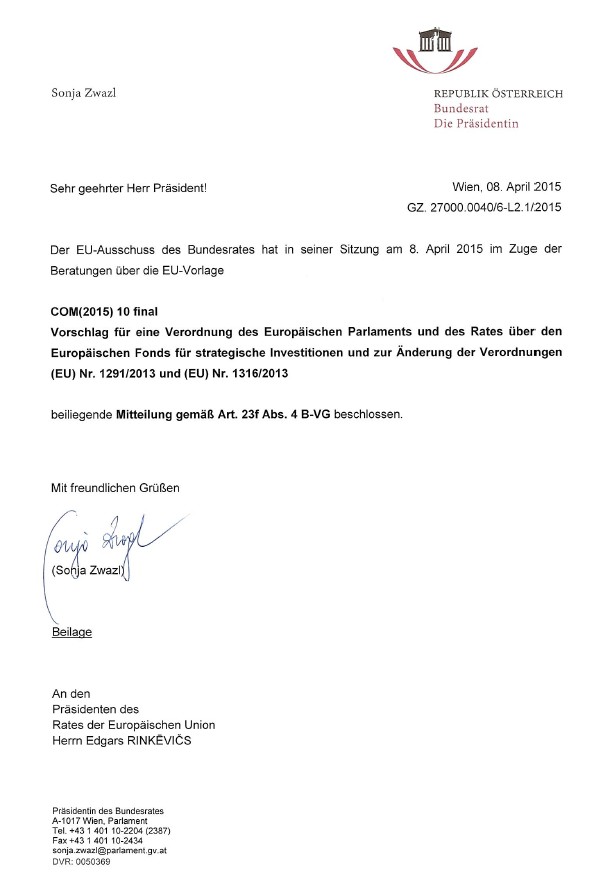 Sonja Zwazl
REPUBLIK ÖSTERREICH
Bundesrat
Die Präsidentin
Sehr geehrter Herr Präsident!
Wien, 08. April 2015
GZ. 27000.0040/6-L2.1/2015
Der EU-Ausschuss des Bundesrates hat in seiner Sitzung am 8. April 2015 im Zuge der
Beratungen über die EU-Vorlage
COM(2015) 10 final
Vorschlag für eine Verordnung des Europäischen Parlaments und des Rates über den
Europäischen Fonds für strategische Investitionen und zur Änderung der Verordnungen
(EU) Nr. 1291/2013 und (EU) Nr. 1316/2013
beiliegende Mitteilung gemäß Art. 23f Abs. 4 B-VG beschlossen.
Mit freundlichen Grüßen
Sonja Zwazl
(Sonja Zwazl)
Beilage
An den
Präsidenten des
Rates der Europäischen Union
Herrn Edgars RINKĒVIČS
Präsidentin des Bundesrates
A-1017 Wien, Parlament
Tel. +43 1 401 10-2204 (2387)
Fax +43 1 401 10-2434
sonja.zwazl@parlament.gv.at
DVR: 0050369